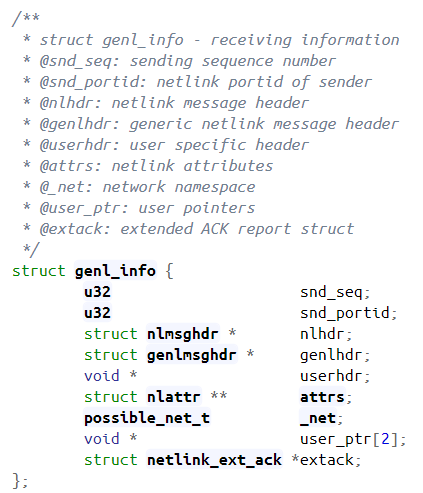 /**
 * struct genl_info - receiving information
 * @snd_seq: sending sequence number
 * @snd_portid: netlink portid of sender
 * @nlhdr: netlink message header
 * @genlhdr: generic netlink message header
 * @userhdr: user specific header
 * @attrs: netlink attributes
 * @_net: network namespace
 * @user_ptr: user pointers
 * @extack: extended ACK report struct
 */
struct genl_info {
        u32                     snd_seq;
        u32                     snd_portid;
        struct nlmsghdr *       nlhdr;
        struct genlmsghdr *     genlhdr;
        void *                  userhdr;
        struct nlattr **        attrs;
        possible_net_t          _net;
        void *                  user_ptr[2];
        struct netlink_ext_ack *extack;
};